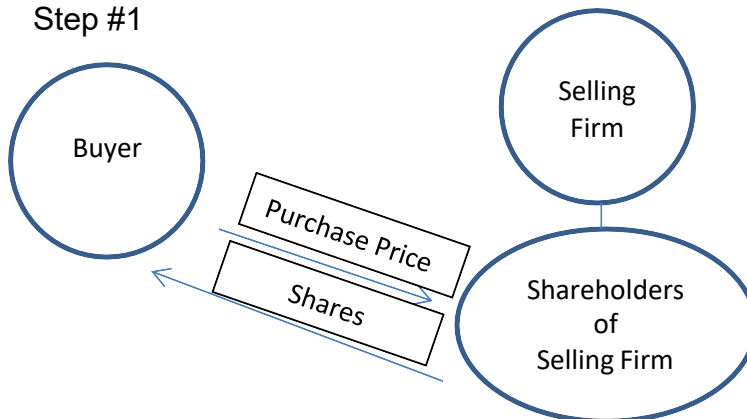 Step #1
Buyer
Selling
Firm
Purchase Price
Shares
Shareholders
of
Selling Firm